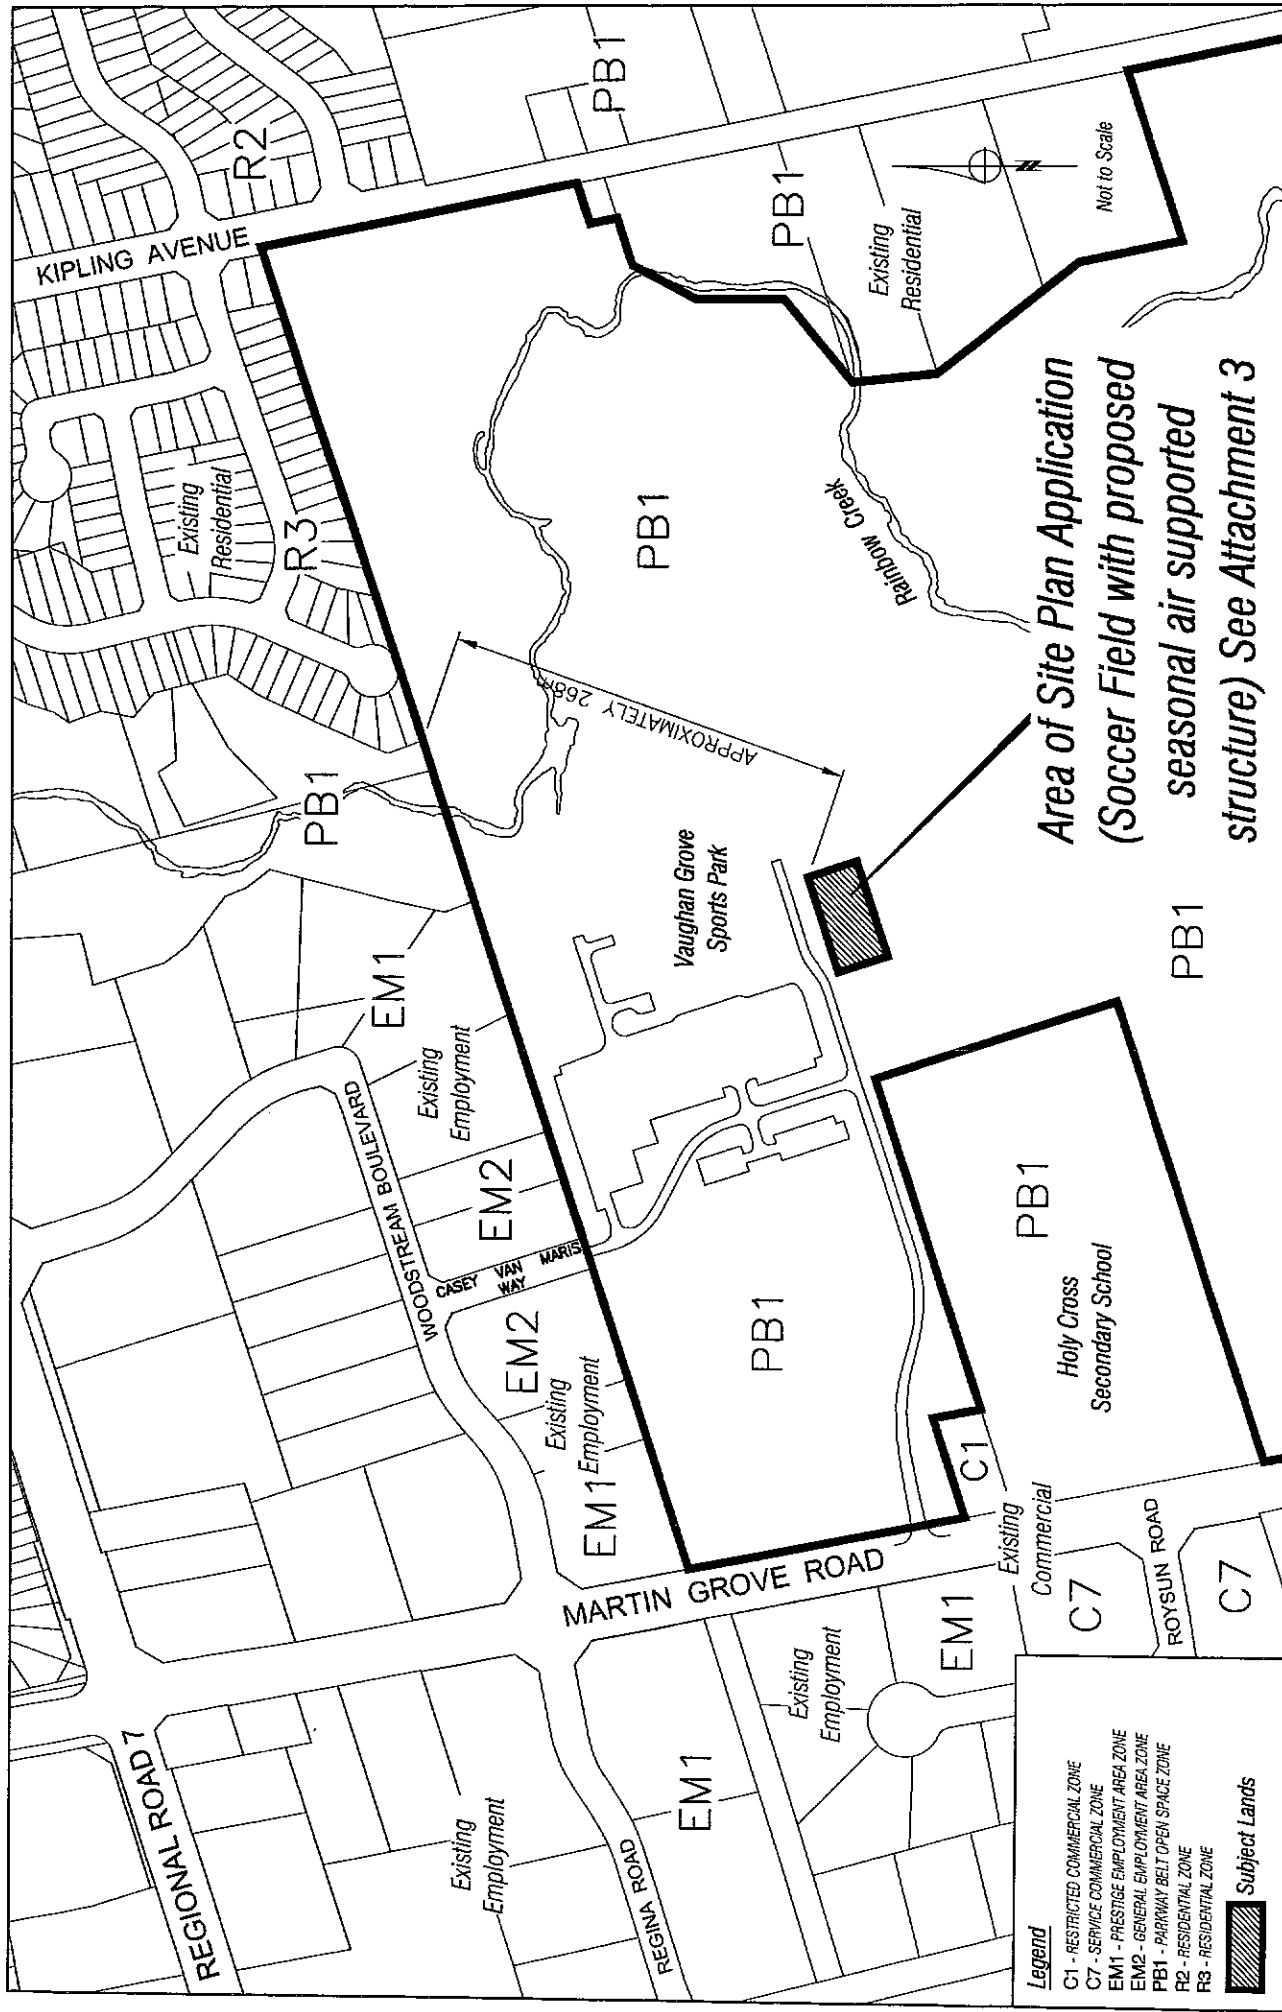 KIPLING AVENUE
R2
PB1
PB1
Existing
Residential
Not to Scale
Existing
Residential
R3
PB1
PB1
Rainbow Creek
APPROXIMATELY 268m
Area of Site Plan Application
(Soccer Field with proposed
seasonal air supported
structure) See Attachment 3
Vaughan Grove
Sports Park
PB1
EM1
Existing
Employment
WOODSTREAM BOULEVARD
EM2
CASEY VAN MARIS
WAY
EM2
Existing
Employment
EM1
PB1
PB1
Holy Cross
Secondary School
C1
Existing
Commercial
MARTIN GROVE ROAD
ROYSUN ROAD
C7
C7
EM1
Existing
Employment
REGIONAL ROAD 7
Existing
Employment
EM1
REGINA ROAD
Legend
C1 - RESTRICTED COMMERCIAL ZONE
C7 - SERVICE COMMERCIAL ZONE
EM1 - PRESTIGE EMPLOYMENT AREA ZONE
EM2 - GENERAL EMPLOYMENT AREA ZONE
PB1 - PARKWAY BELT OPEN SPACE ZONE
R2 - RESIDENTIAL ZONE
R3 - RESIDENTIAL ZONE
Subject Lands